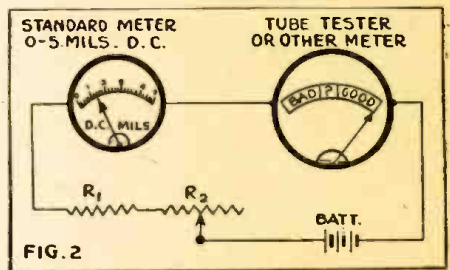 STANDARD METER
0-5 MILS. D.C.
TUBE TESTER
OR OTHER METER
D.C. MILS
BAD ? GOOD
R1
R2
BATT.
FIG. 2